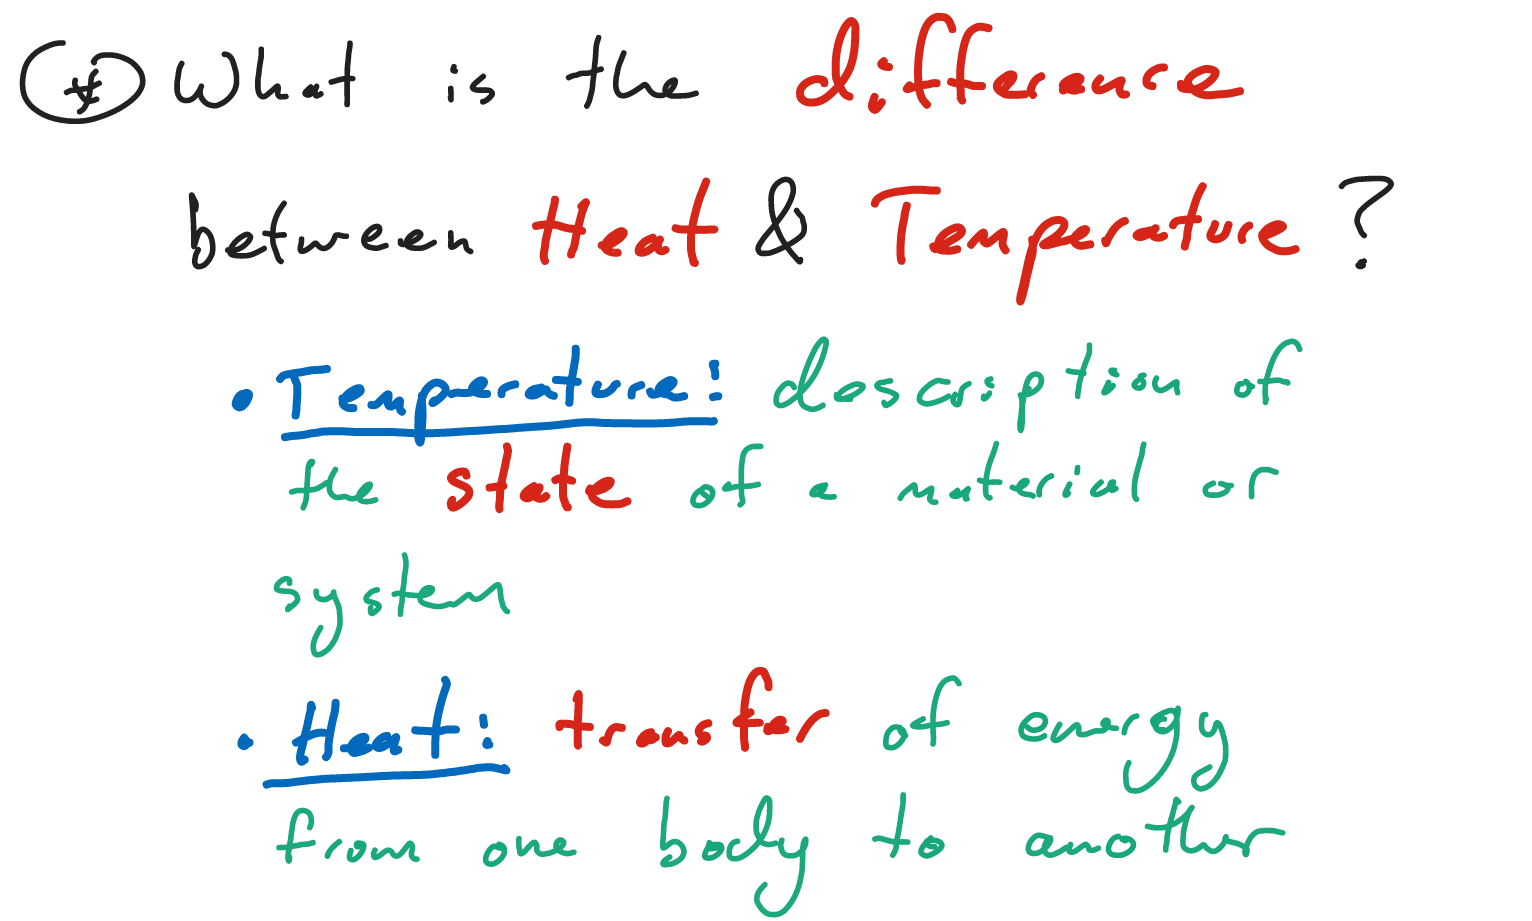 What is the difference
between Heat & Temperature ?
• Temperature: description of
the state of a material or
system
• Heat: transfer of energy
from one body to another